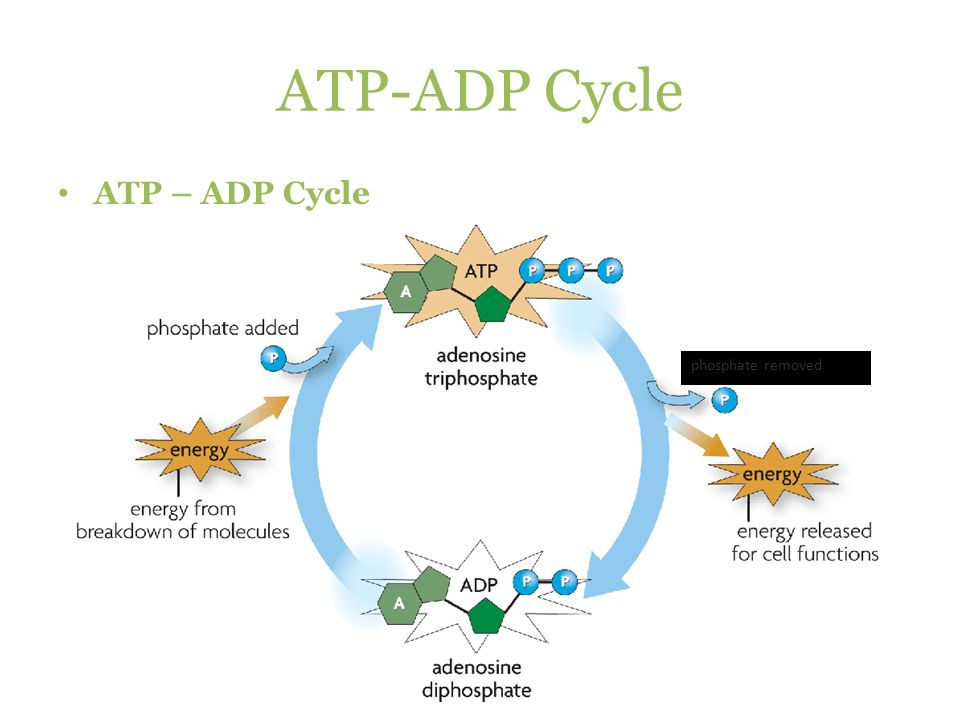 ATP-ADP Cycle
• ATP – ADP Cycle
ATP
P P P
A
adenosine
triphosphate
phosphate added
P
phosphate removed
P
energy
energy from
breakdown of molecules
energy
energy released
for cell functions
ADP
P P
A
adenosine
diphosphate